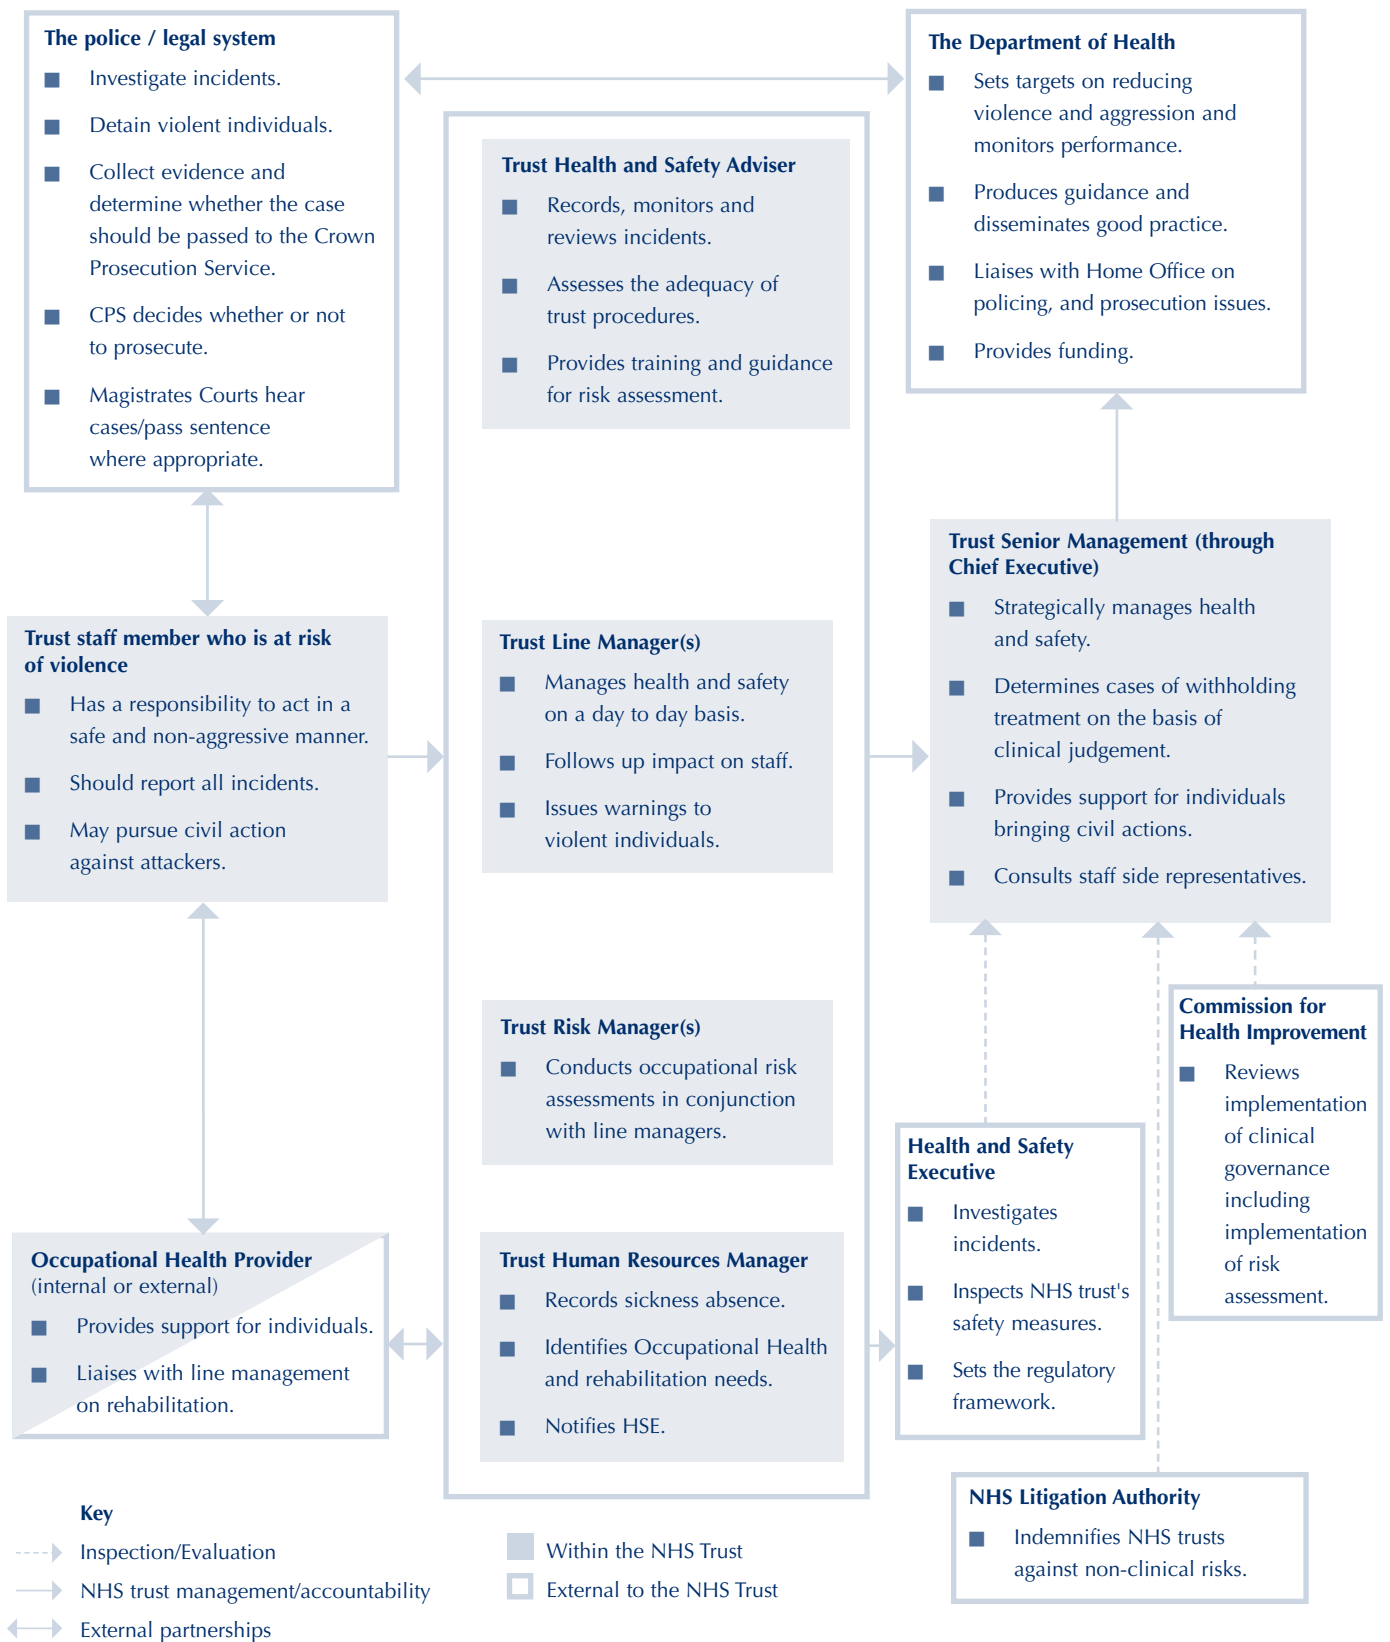 The police / legal system
■ Investigate incidents.
■ Detain violent individuals.
■ Collect evidence and
determine whether the case
should be passed to the Crown
Prosecution Service.
■ CPS decides whether or not
to prosecute.
■ Magistrates Courts hear
cases/pass sentence
where appropriate.
Trust Health and Safety Adviser
■ Records, monitors and
reviews incidents.
■ Assesses the adequacy of
trust procedures.
■ Provides training and guidance
for risk assessment.
The Department of Health
■ Sets targets on reducing
violence and aggression and
monitors performance.
■ Produces guidance and
disseminates good practice.
■ Liaises with Home Office on
policing, and prosecution issues.
■ Provides funding.
Trust staff member who is at risk
of violence
■ Has a responsibility to act in a
safe and non-aggressive manner.
■ Should report all incidents.
■ May pursue civil action
against attackers.
Trust Line Manager(s)
■ Manages health and safety
on a day to day basis.
■ Follows up impact on staff.
■ Issues warnings to
violent individuals.
Trust Senior Management (through
Chief Executive)
■ Strategically manages health
and safety.
■ Determines cases of withholding
treatment on the basis of
clinical judgement.
■ Provides support for individuals
bringing civil actions.
■ Consults staff side representatives.
Trust Risk Manager(s)
■ Conducts occupational risk
assessments in conjunction
with line managers.
Commission for
Health Improvement
■ Reviews
implementation
of clinical
governance
including
implementation
of risk
assessment.
Health and Safety
Executive
■ Investigates
incidents.
■ Inspects NHS trust's
safety measures.
■ Sets the regulatory
framework.
Occupational Health Provider
(internal or external)
■ Provides support for individuals.
■ Liaises with line management
on rehabilitation.
Trust Human Resources Manager
■ Records sickness absence.
■ Identifies Occupational Health
and rehabilitation needs.
■ Notifies HSE.
NHS Litigation Authority
■ Indemnifies NHS trusts
against non-clinical risks.
Key
Inspection/Evaluation
NHS trust management/accountability
External partnerships
Within the NHS Trust
External to the NHS Trust